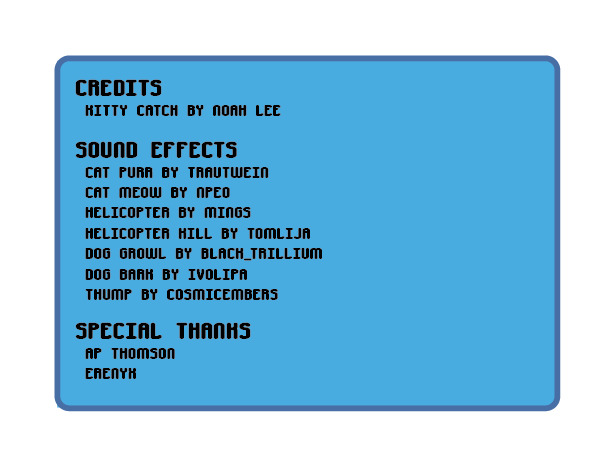 CREDITS
KITTY CATCH BY NOAH LEE
SOUND EFFECTS
CAT PURR BY TRAUTWEIN
CAT MEOW BY NPEO
HELICOPTER BY MINGS
HELICOPTER KILL BY TOMLIJA
DOG GROWL BY BLACK_TRILLIUM
DOG BARK BY IVOLIPA
THUMP BY COSMICEMBERS
SPECIAL THANKS
AP THOMSON
ERENYX